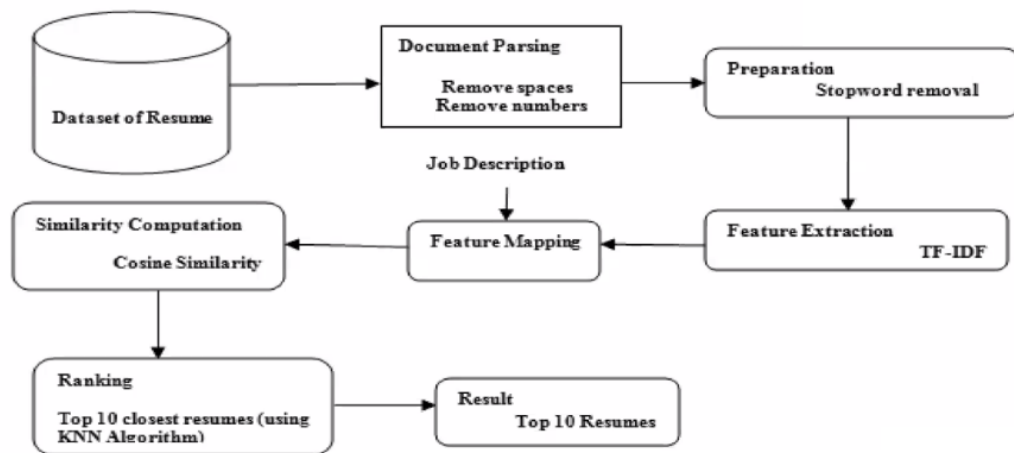 Dataset of Resume
Document Parsing
Remove spaces
Remove numbers
Preparation
Stopword removal
Job Description
Similarity Computation
Cosine Similarity
Feature Mapping
Feature Extraction
TF-IDF
Ranking
Top 10 closest resumes (using
KNN Algorithm)
Result
Top 10 Resumes